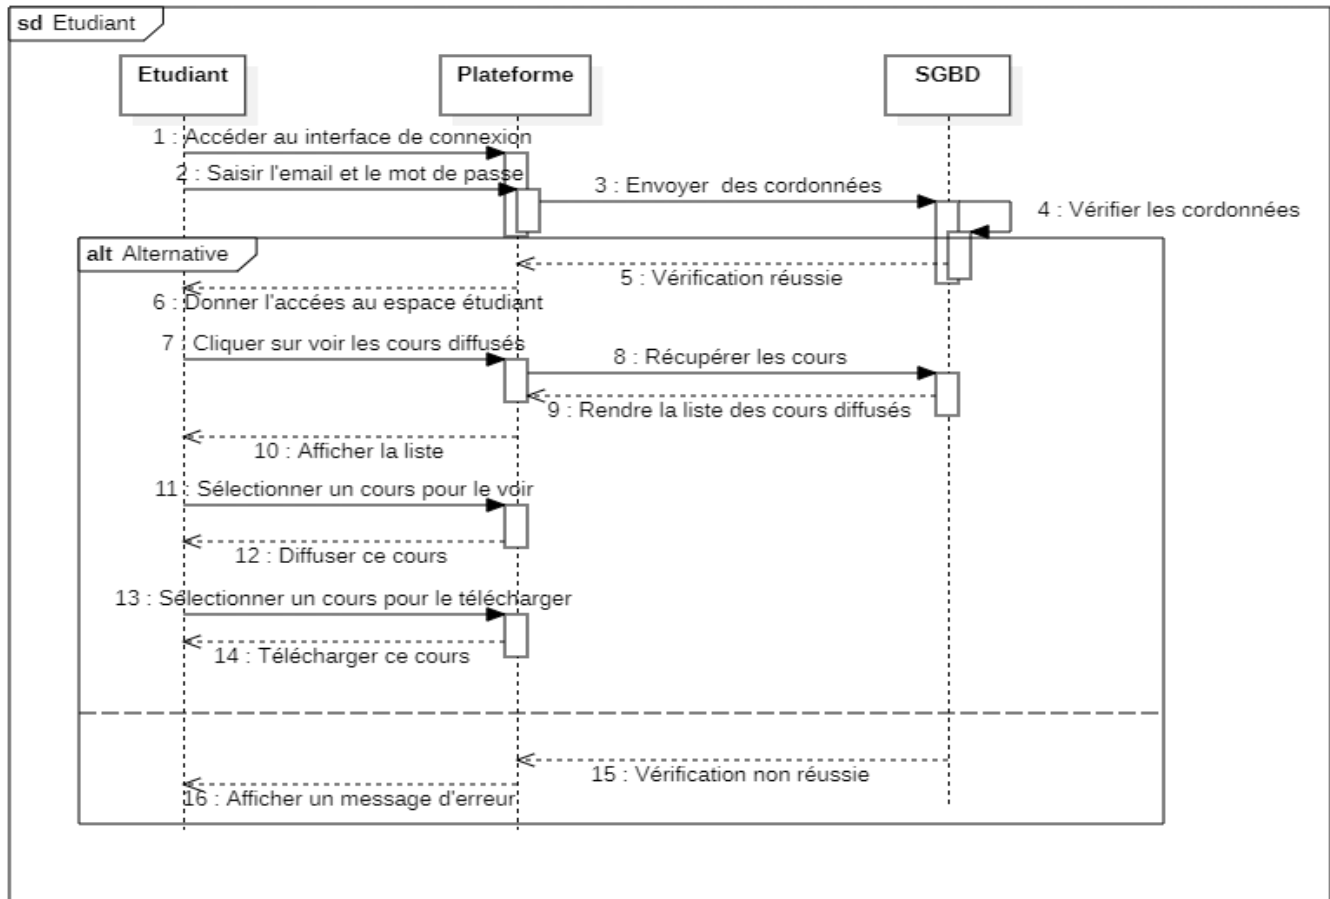 sd Etudiant
Etudiant
Plateforme
SGBD
1 : Accéder au interface de connexion
2 : Saisir l'email et le mot de passe
3 : Envoyer des cordonnées
4 : Vérifier les cordonnées
alt Alternative
5 : Vérification réussie
6 : Donner l'accées au espace étudiant
7 : Cliquer sur voir les cours diffusés
8 : Récupérer les cours
9 : Rendre la liste des cours diffusés
10 : Afficher la liste
11 : Sélectionner un cours pour le voir
12 : Diffuser ce cours
13 : Sélectionner un cours pour le télécharger
14 : Télécharger ce cours
15 : Vérification non réussie
16 : Afficher un message d'erreur